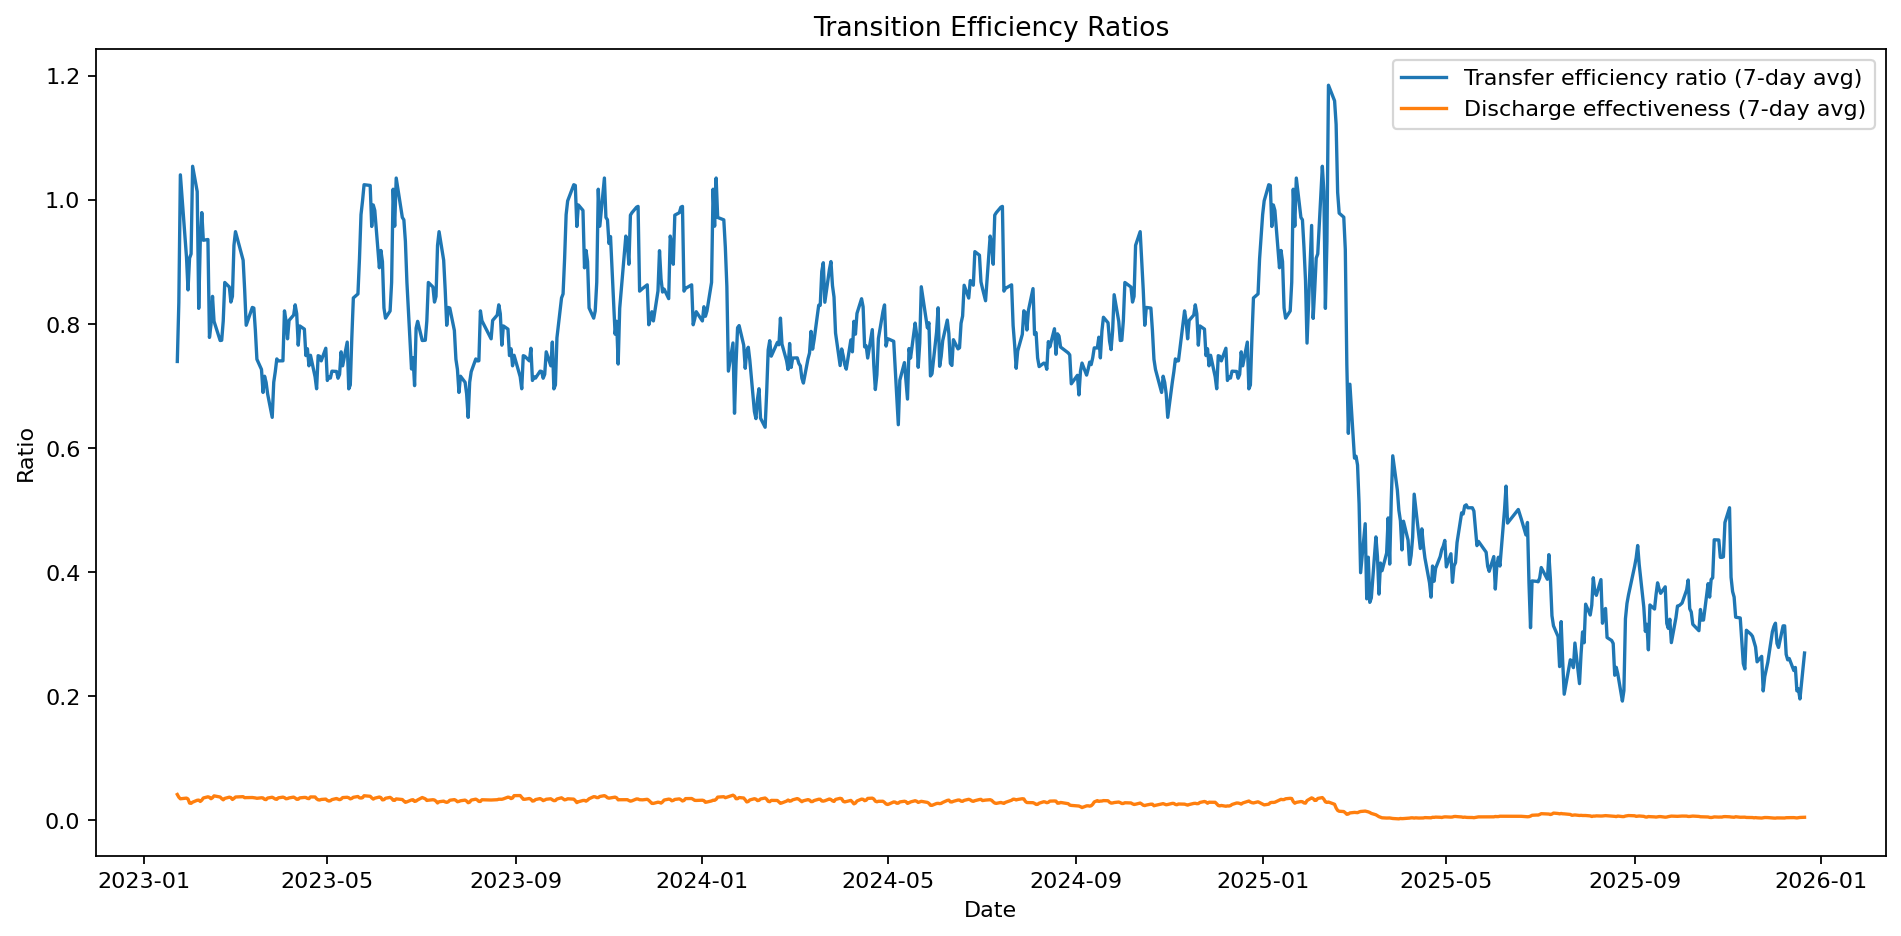 Transition Efficiency Ratios
Transfer efficiency ratio (7-day avg)
Discharge effectiveness (7-day avg)
Ratio
1.2
1.0
0.8
0.6
0.4
0.2
0.0
2023-01 2023-05 2023-09 2024-01 2024-05 2024-09 2025-01 2025-05 2025-09 2026-01
Date